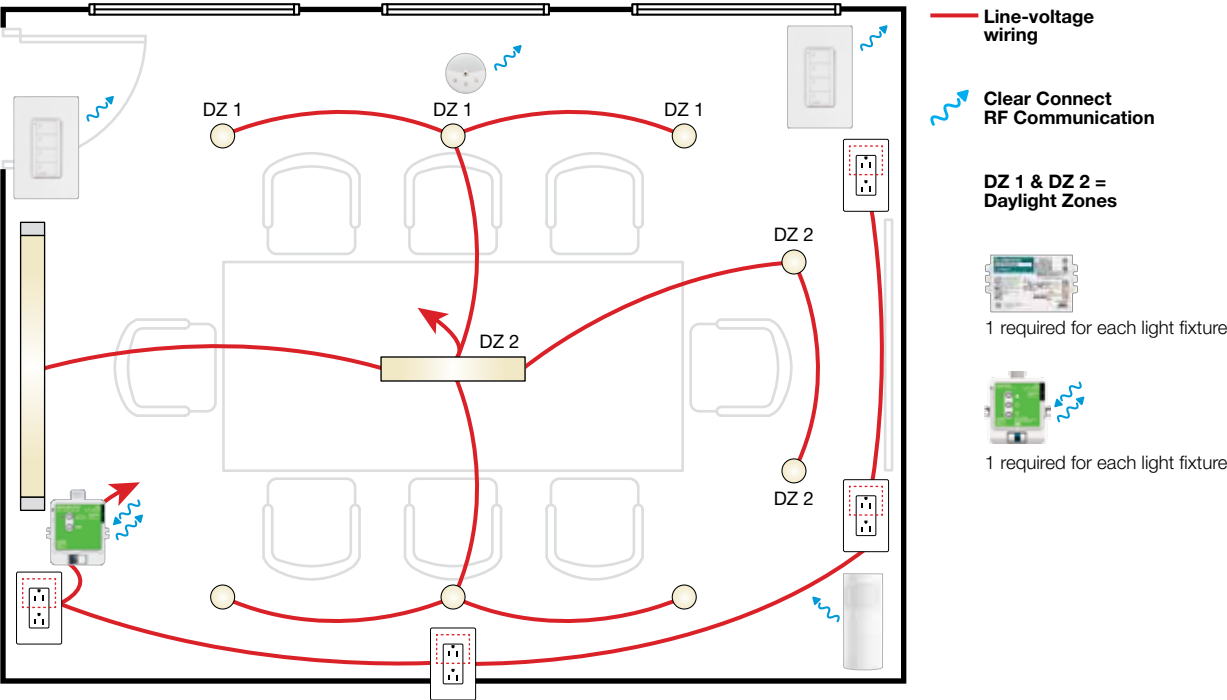 DZ 1
DZ 1
DZ 1
DZ 2
DZ 2
DZ 2
Line-voltage
wiring
Clear Connect
RF Communication
DZ 1 & DZ 2 =
Daylight Zones
1 required for each light fixture
1 required for each light fixture